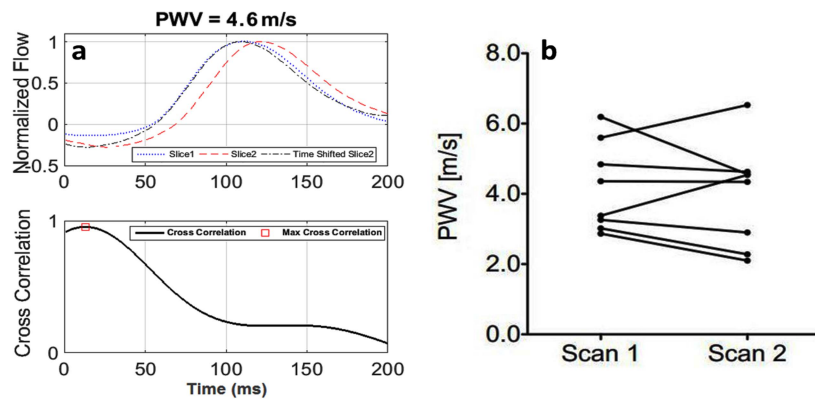 PWV = 4.6 m/s
a
Normalized Flow
1
0.5
0
-0.5
Slice1 Slice2 Time Shifted Slice2
0 50 100 150 200
Cross Correlation
1
0
Cross Correlation Max Cross Correlation
0 50 100 150 200
Time (ms)
b
PWV [m/s]
8.0
6.0
4.0
2.0
0.0
Scan 1 Scan 2